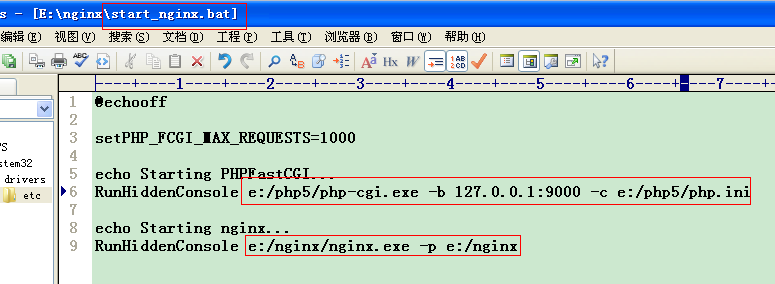 s - [E:\nginx\start_nginx.bat]
编辑(E) 视图(V) 搜索(S) 文档(D) 工程(P) 工具(T) 浏览器(B) 窗口(W) 帮助(H)
----+----1----+----2----+----3----+----4----+----5----+----6----+----7----+--
1 @echooff
2
3 setPHP_FCGI_MAX_REQUESTS=1000
4
5 echo Starting PHPFastCGI...
6 RunHiddenConsole e:/php5/php-cgi.exe -b 127.0.0.1:9000 -c e:/php5/php.ini
7
8 echo Starting nginx...
9 RunHiddenConsole e:/nginx/nginx.exe -p e:/nginx
PS
stem32
drivers
etc